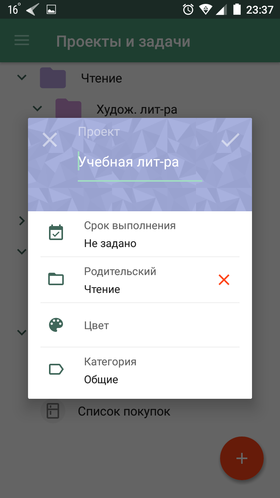 16°
23:37
Проекты и задачи
Чтение
Худож. лит-ра
Проект
Учебная лит-ра
Срок выполнения
Не задано
Родительский
Чтение
Цвет
Категория
Общие
Список покупок